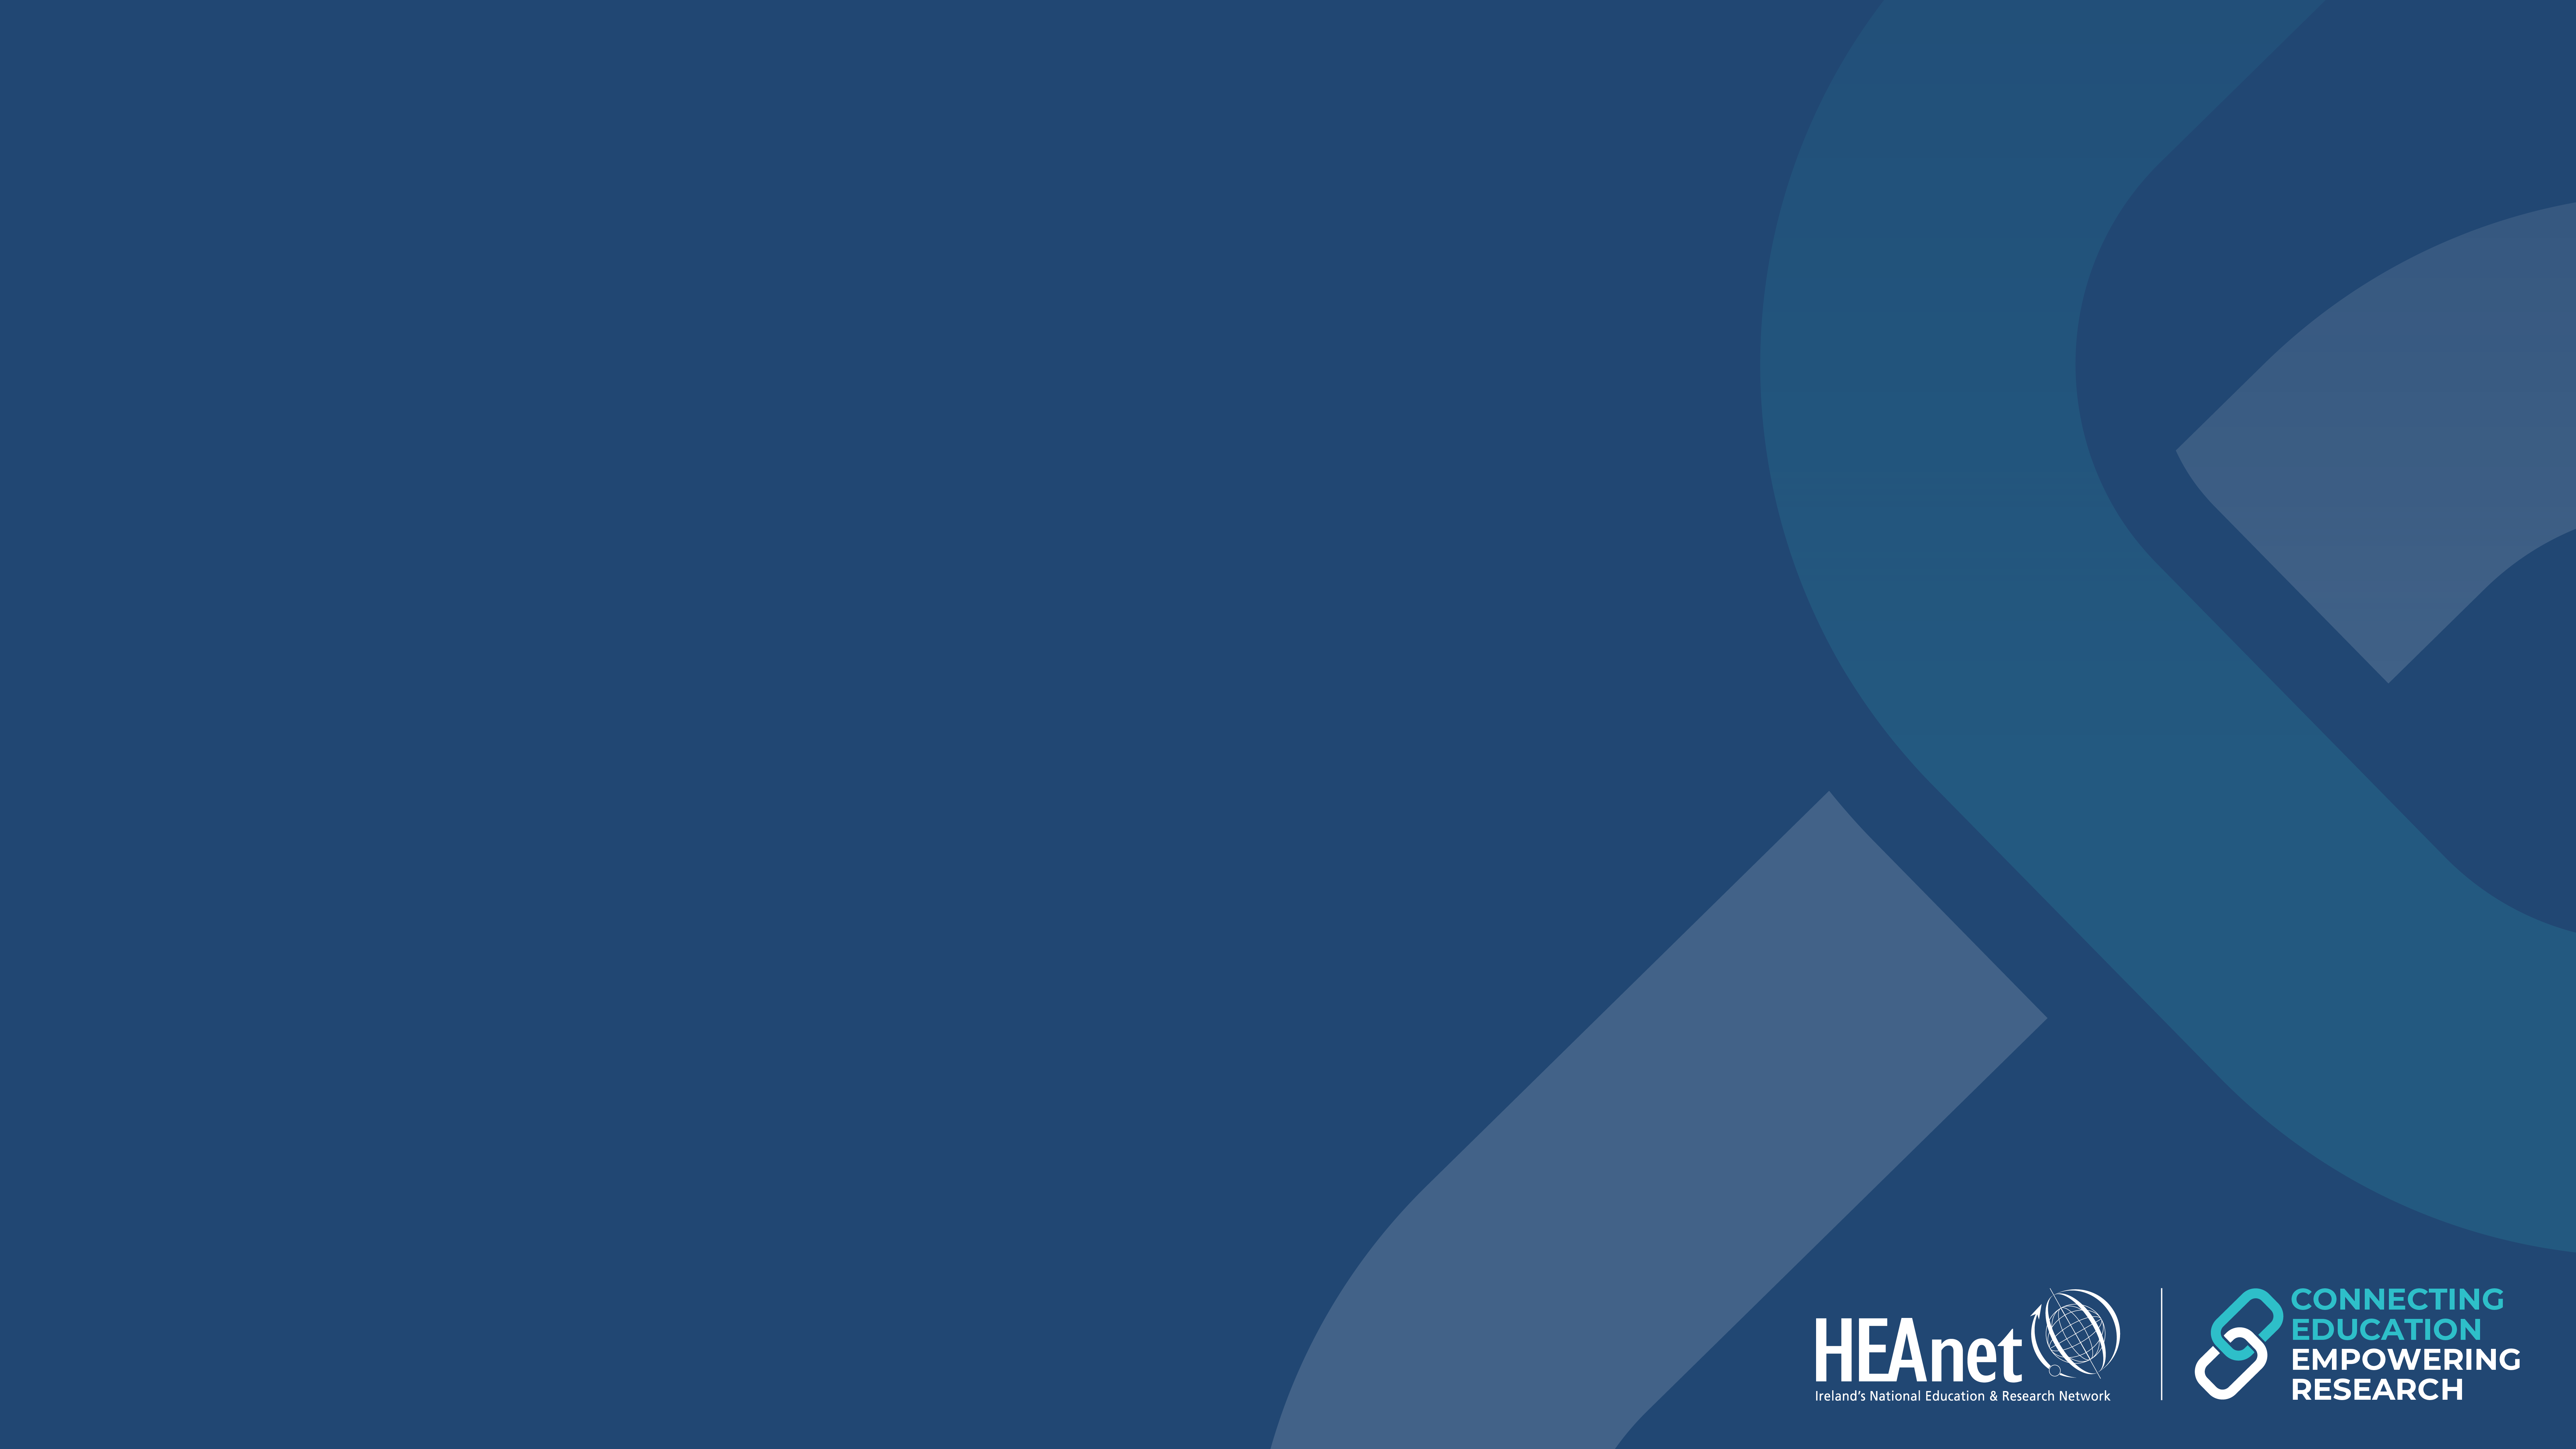 HEAnet
Ireland's National Education & Research Network
CONNECTING
EDUCATION
EMPOWERING
RESEARCH